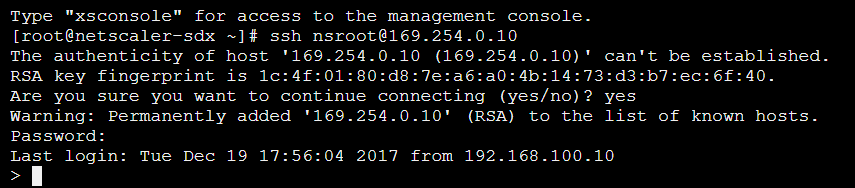 Type "xsconsole" for access to the management console.
[root@netscaler-sdx ~]# ssh nsroot@169.254.0.10
The authenticity of host '169.254.0.10 (169.254.0.10)' can't be established.
RSA key fingerprint is 1c:4f:01:80:d8:7e:a6:a0:4b:14:73:d3:b7:ec:6f:40.
Are you sure you want to continue connecting (yes/no)? yes
Warning: Permanently added '169.254.0.10' (RSA) to the list of known hosts.
Password:
Last login: Tue Dec 19 17:56:04 2017 from 192.168.100.10
>